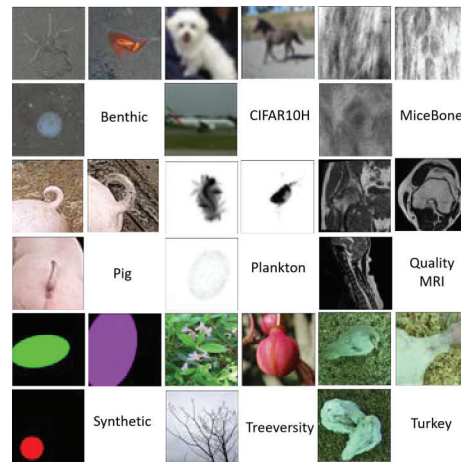 Benthic
CIFAR10H
MiceBone
Pig
Plankton
Quality
MRI
Synthetic
Treeversity
Turkey